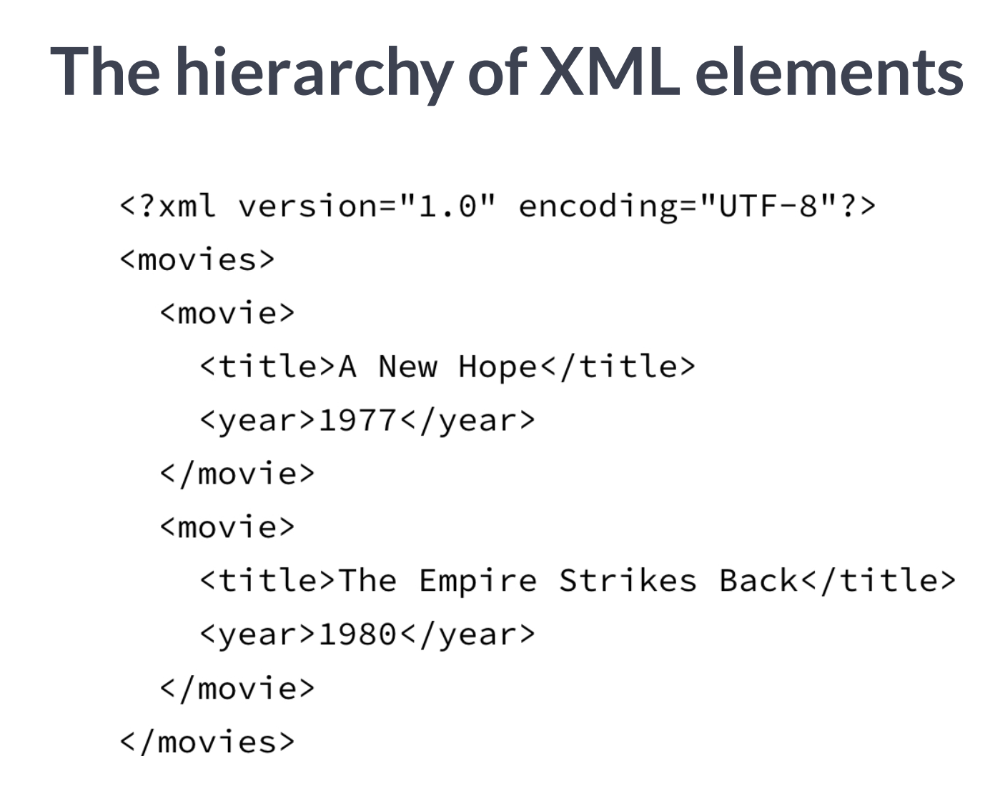 The hierarchy of XML elements
<?xml version="1.0" encoding="UTF-8"?>
<movies>
  <movie>
    <title>A New Hope</title>
    <year>1977</year>
  </movie>
  <movie>
    <title>The Empire Strikes Back</title>
    <year>1980</year>
  </movie>
</movies>